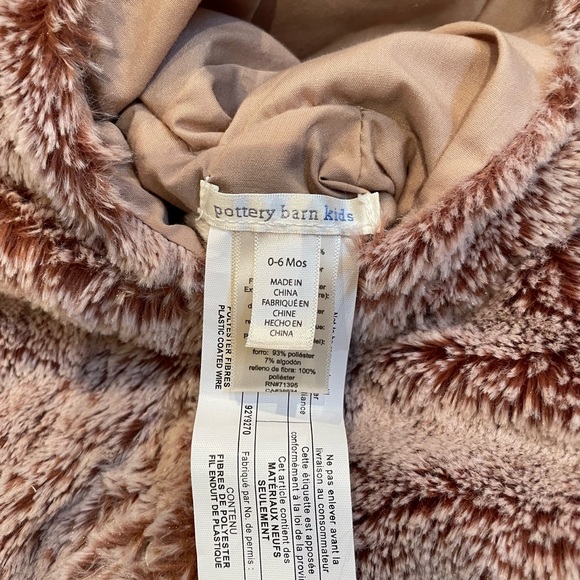 pottery barn kids
0-6 Mos
MADE IN
CHINA
FABRIQUÉ EN
CHINE
HECHO EN
CHINA
forro: 93% poliéster
7% algodón
relleno de fibra: 100%
poliéster
RN#71395
POLYESTER FIBRES
PLASTIC COATED WIRE
92Y9270
Ne pas enlever avant la
livraison au consommateur
Cette étiquette est apposée
conformément à la loi de la
Cet article contient des
MATÉRIAUX NEUFS
SEULEMENT
Fabriqué par No. de permis :
CONTENU
FIBRES DE POLYESTER
FIL ENDUIT DE PLASTIQUE